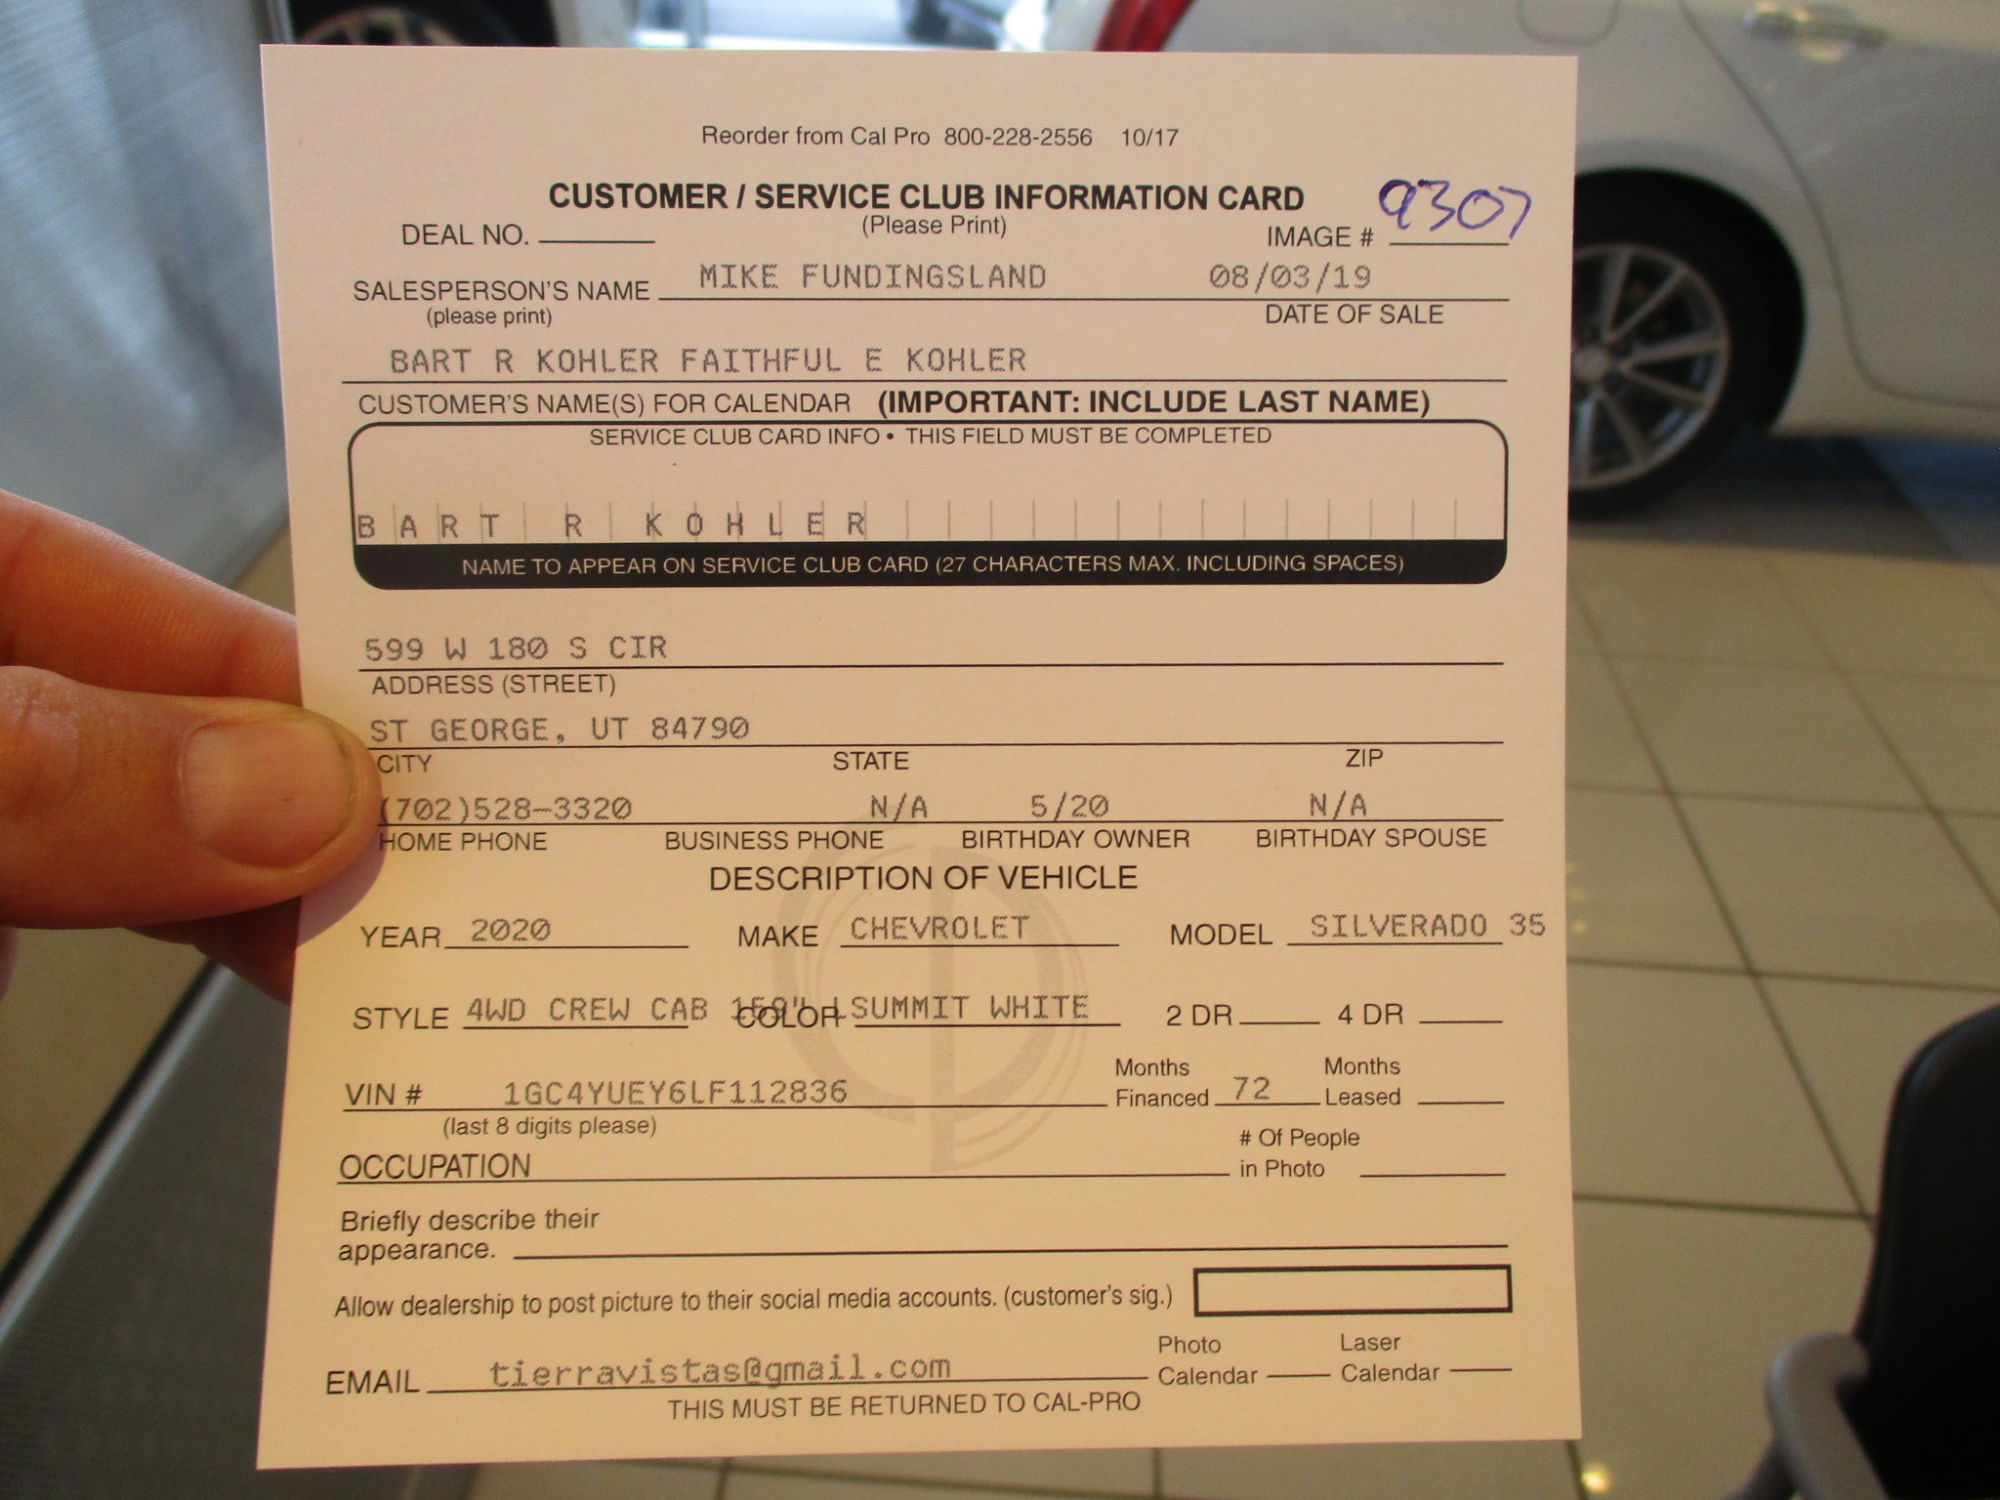 Reorder from Cal Pro 800-228-2556 10/17
CUSTOMER / SERVICE CLUB INFORMATION CARD 9307
(Please Print)
DEAL NO. IMAGE #
MIKE FUNDINGSLAND 08/03/19
SALESPERSON'S NAME
(please print) DATE OF SALE
BART R KOHLER FAITHFUL E KOHLER
CUSTOMER'S NAME(S) FOR CALENDAR (IMPORTANT: INCLUDE LAST NAME)
SERVICE CLUB CARD INFO • THIS FIELD MUST BE COMPLETED
BART R KOHLER
NAME TO APPEAR ON SERVICE CLUB CARD (27 CHARACTERS MAX. INCLUDING SPACES)
599 W 180 S CIR
ADDRESS (STREET)
ST GEORGE, UT 84790
CITY STATE ZIP
(702)528-3320 N/A 5/20 N/A
HOME PHONE BUSINESS PHONE BIRTHDAY OWNER BIRTHDAY SPOUSE
DESCRIPTION OF VEHICLE
YEAR 2020 MAKE CHEVROLET MODEL SILVERADO 35
STYLE 4WD CREW CAB COLOR SUMMIT WHITE 2 DR 4 DR
Months Months
VIN # 1GC4YUEY6LF112836 Financed 72 Leased
(last 8 digits please)
# Of People
OCCUPATION in Photo
Briefly describe their
appearance.
Allow dealership to post picture to their social media accounts. (customer's sig.)
Photo Laser
EMAIL tierravistas@gmail.com Calendar Calendar
THIS MUST BE RETURNED TO CAL-PRO